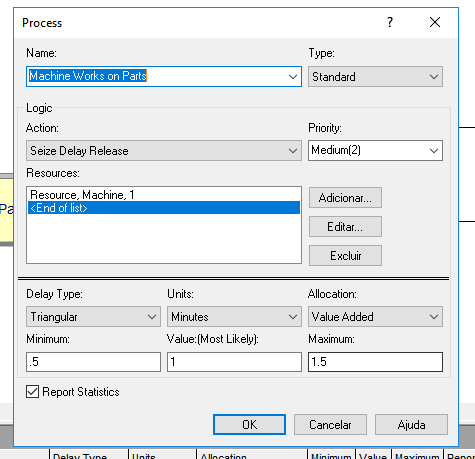 Process
?
Name:
Type:
Machine Works on Parts
Standard
Logic
Action:
Priority:
Seize Delay Release
Medium(2)
Resources:
Resource, Machine, 1
<End of list>
Adicionar...
Editar...
Excluir
Pa
Delay Type:
Units:
Allocation:
Triangular
Minutes
Value Added
Minimum:
Value:(Most Likely):
Maximum:
.5
1
1.5
Report Statistics
OK
Cancelar
Ajuda
Delay Type
Units
Allocation
Minimum
Value
Maximum
Repor